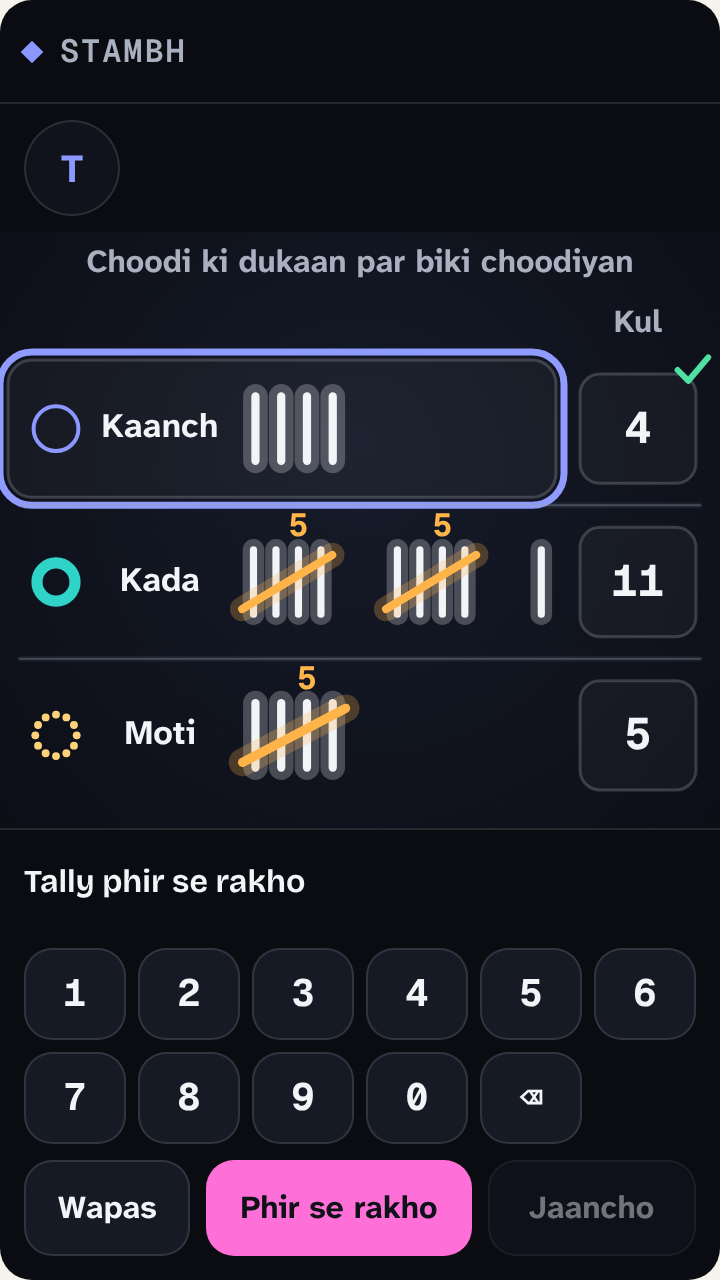 STAMBH
T
Choodi ki dukaan par biki choodiyan
Kul
Kaanch 4
5 5
Kada 11
5
Moti 5
Tally phir se rakho
1 2 3 4 5 6
7 8 9 0
Wapas Phir se rakho Jaancho